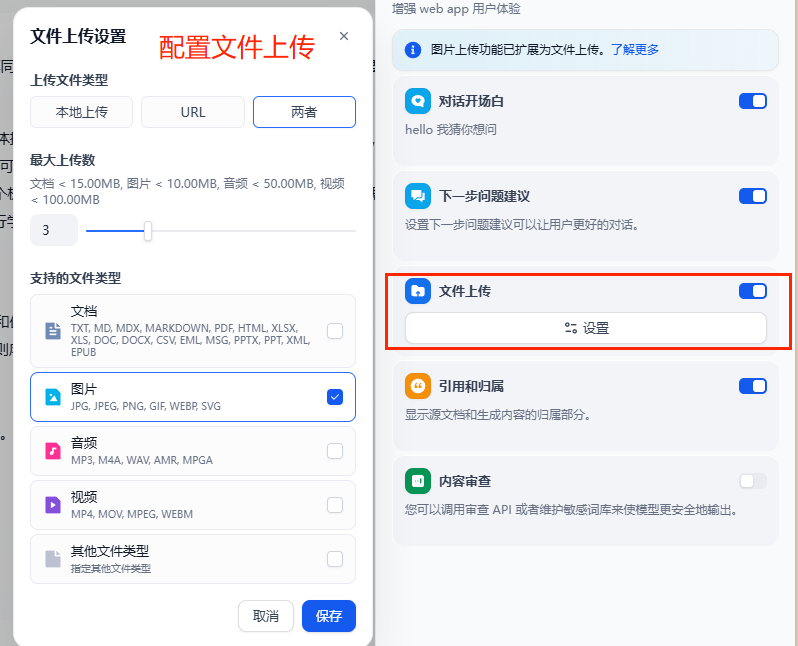 文件上传设置
配置文件上传
上传文件类型
本地上传
URL
两者
最大上传数
文档 < 15.00MB, 图片 < 10.00MB, 音频 < 50.00MB, 视频
< 100.00MB
3
支持的文件类型
文档
TXT, MD, MDX, MARKDOWN, PDF, HTML, XLSX,
XLS, DOC, DOCX, CSV, EML, MSG, PPTX, PPT, XML,
EPUB
图片
JPG, JPEG, PNG, GIF, WEBP, SVG
音频
MP3, M4A, WAV, AMR, MPGA
视频
MP4, MOV, MPEG, WEBM
其他文件类型
指定其他文件类型
取消
保存
增强 web app 用户体验
图片上传功能已扩展为文件上传。了解更多
对话开场白
hello 我猜你想问
下一步问题建议
设置下一步问题建议可以让用户更好的对话。
文件上传
设置
引用和归属
显示源文档和生成内容的归属部分。
内容审查
您可以调用审查 API 或者维护敏感词库来使模型更安全地输出。